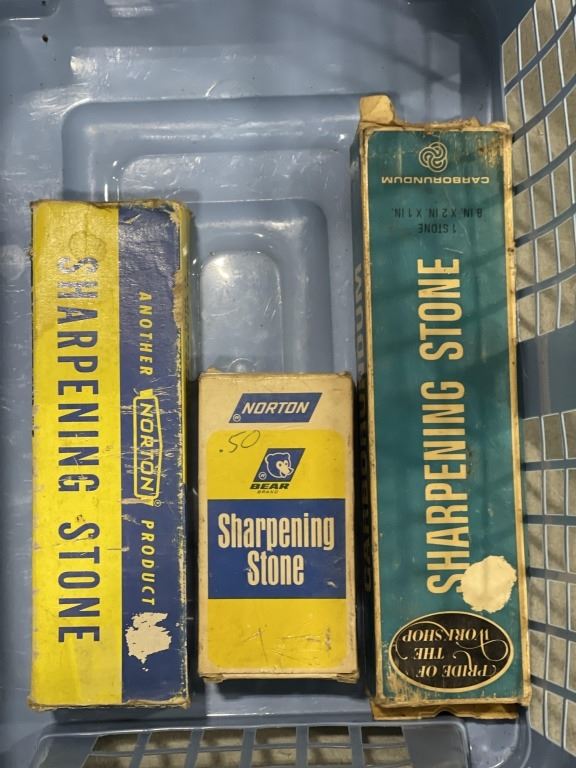 SHARPENING STONE
ANOTHER NORTON PRODUCT
®
NORTON
®
.50
BEAR
BRAND
®
Sharpening
Stone
CARBORUNDUM
1 STONE
8 IN. X 2 IN X 1 IN.
SHARPENING STONE
PRIDE OF
THE
WORKSHOP